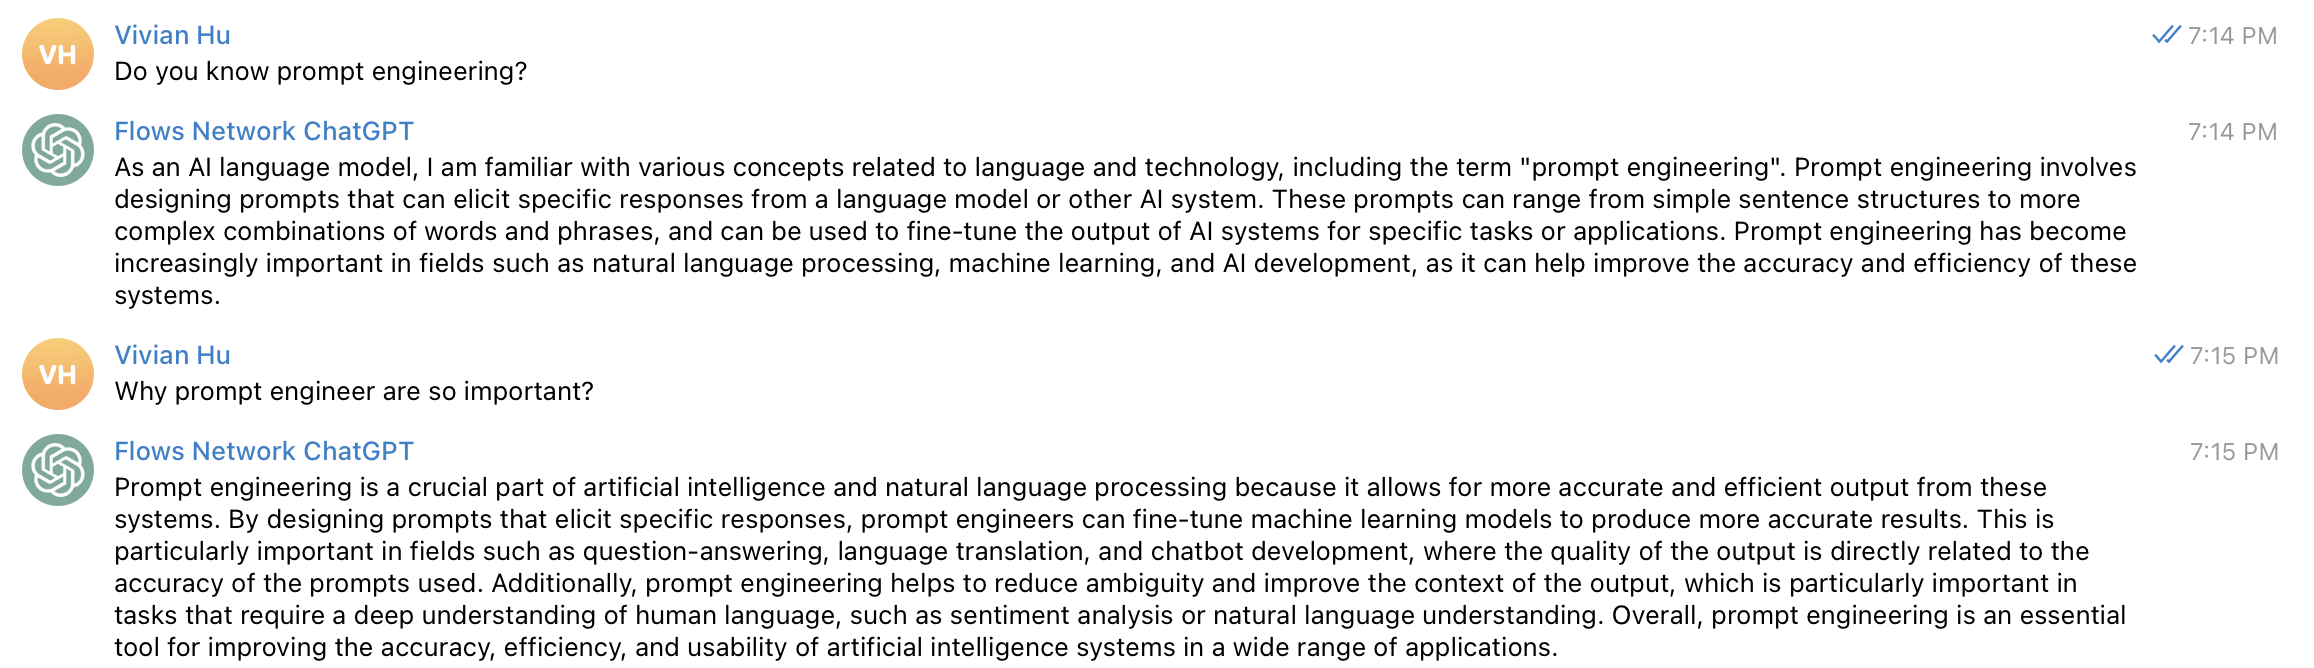 VH
Vivian Hu
7:14 PM
Do you know prompt engineering?
Flows Network ChatGPT
7:14 PM
As an AI language model, I am familiar with various concepts related to language and technology, including the term "prompt engineering". Prompt engineering involves
designing prompts that can elicit specific responses from a language model or other AI system. These prompts can range from simple sentence structures to more
complex combinations of words and phrases, and can be used to fine-tune the output of AI systems for specific tasks or applications. Prompt engineering has become
increasingly important in fields such as natural language processing, machine learning, and AI development, as it can help improve the accuracy and efficiency of these
systems.
VH
Vivian Hu
7:15 PM
Why prompt engineer are so important?
Flows Network ChatGPT
7:15 PM
Prompt engineering is a crucial part of artificial intelligence and natural language processing because it allows for more accurate and efficient output from these
systems. By designing prompts that elicit specific responses, prompt engineers can fine-tune machine learning models to produce more accurate results. This is
particularly important in fields such as question-answering, language translation, and chatbot development, where the quality of the output is directly related to the
accuracy of the prompts used. Additionally, prompt engineering helps to reduce ambiguity and improve the context of the output, which is particularly important in
tasks that require a deep understanding of human language, such as sentiment analysis or natural language understanding. Overall, prompt engineering is an essential
tool for improving the accuracy, efficiency, and usability of artificial intelligence systems in a wide range of applications.